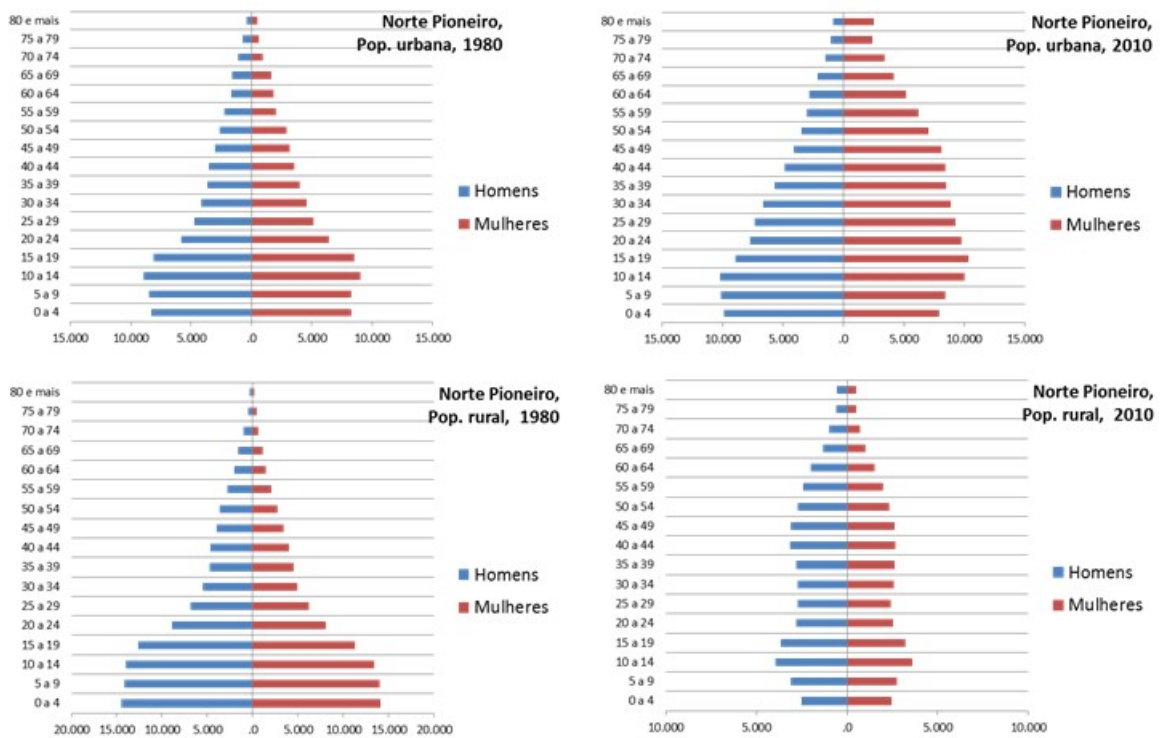 Norte Pioneiro,
Pop. urbana, 1980
80 e mais
75 a 79
70 a 74
65 a 69
60 a 64
55 a 59
50 a 54
45 a 49
40 a 44
35 a 39
30 a 34
25 a 29
20 a 24
15 a 19
10 a 14
5 a 9
0 a 4
15.000 10.000 5.000 .0 5.000 10.000 15.000
Homens
Mulheres
Norte Pioneiro,
Pop. urbana, 2010
80 e mais
75 a 79
70 a 74
65 a 69
60 a 64
55 a 59
50 a 54
45 a 49
40 a 44
35 a 39
30 a 34
25 a 29
20 a 24
15 a 19
10 a 14
5 a 9
0 a 4
15.000 10.000 5.000 .0 5.000 10.000 15.000
Homens
Mulheres
Norte Pioneiro,
Pop. rural, 1980
80 e mais
75 a 79
70 a 74
65 a 69
60 a 64
55 a 59
50 a 54
45 a 49
40 a 44
35 a 39
30 a 34
25 a 29
20 a 24
15 a 19
10 a 14
5 a 9
0 a 4
20.000 15.000 10.000 5.000 .0 5.000 10.000 15.000 20.000
Homens
Mulheres
Norte Pioneiro,
Pop. rural, 2010
80 e mais
75 a 79
70 a 74
65 a 69
60 a 64
55 a 59
50 a 54
45 a 49
40 a 44
35 a 39
30 a 34
25 a 29
20 a 24
15 a 19
10 a 14
5 a 9
0 a 4
10.000 5.000 .0 5.000 10.000
Homens
Mulheres